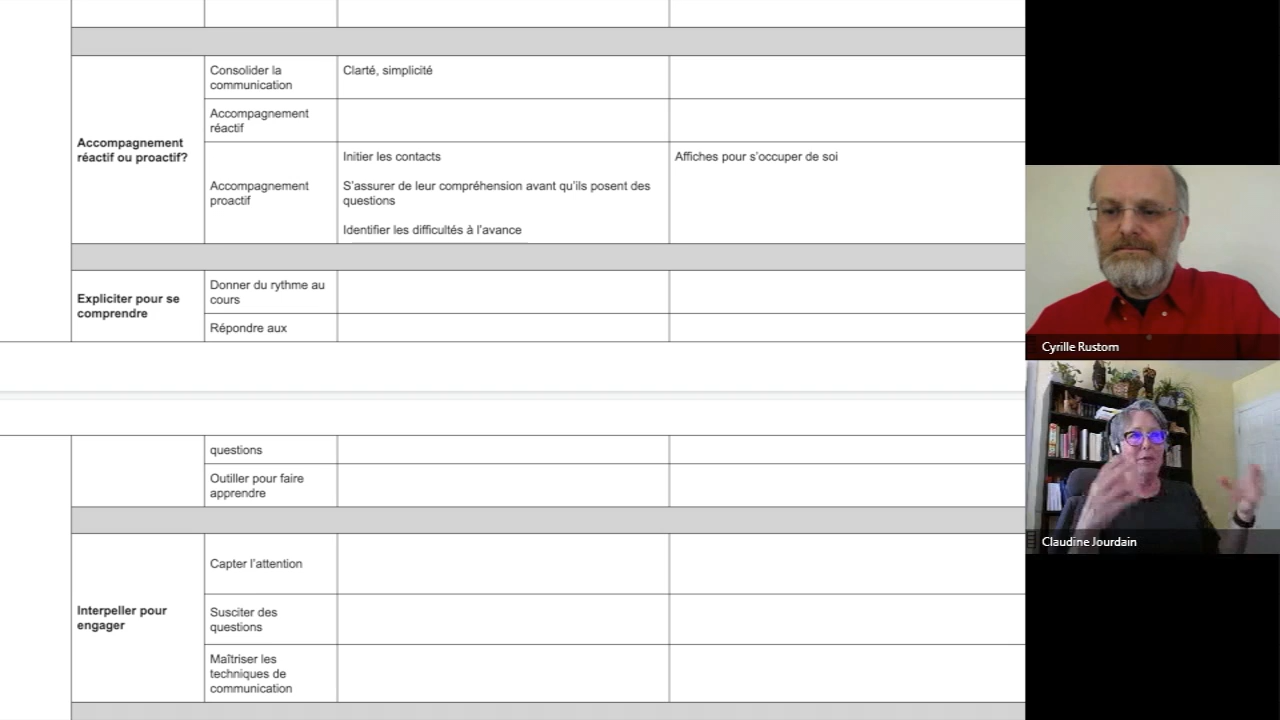 Consolider la
communication
Clarté, simplicité
Accompagnement
réactif
Accompagnement
réactif ou proactif?
Accompagnement
proactif
Initier les contacts
S'assurer de leur compréhension avant qu'ils posent des
questions
Identifier les difficultés à l'avance
Affiches pour s'occuper de soi
Expliciter pour se
comprendre
Donner du rythme au
cours
Répondre aux
questions
Outiller pour faire
apprendre
Interpeller pour
engager
Capter l'attention
Susciter des
questions
Maîtriser les
techniques de
communication
Cyrille Rustom
Claudine Jourdain